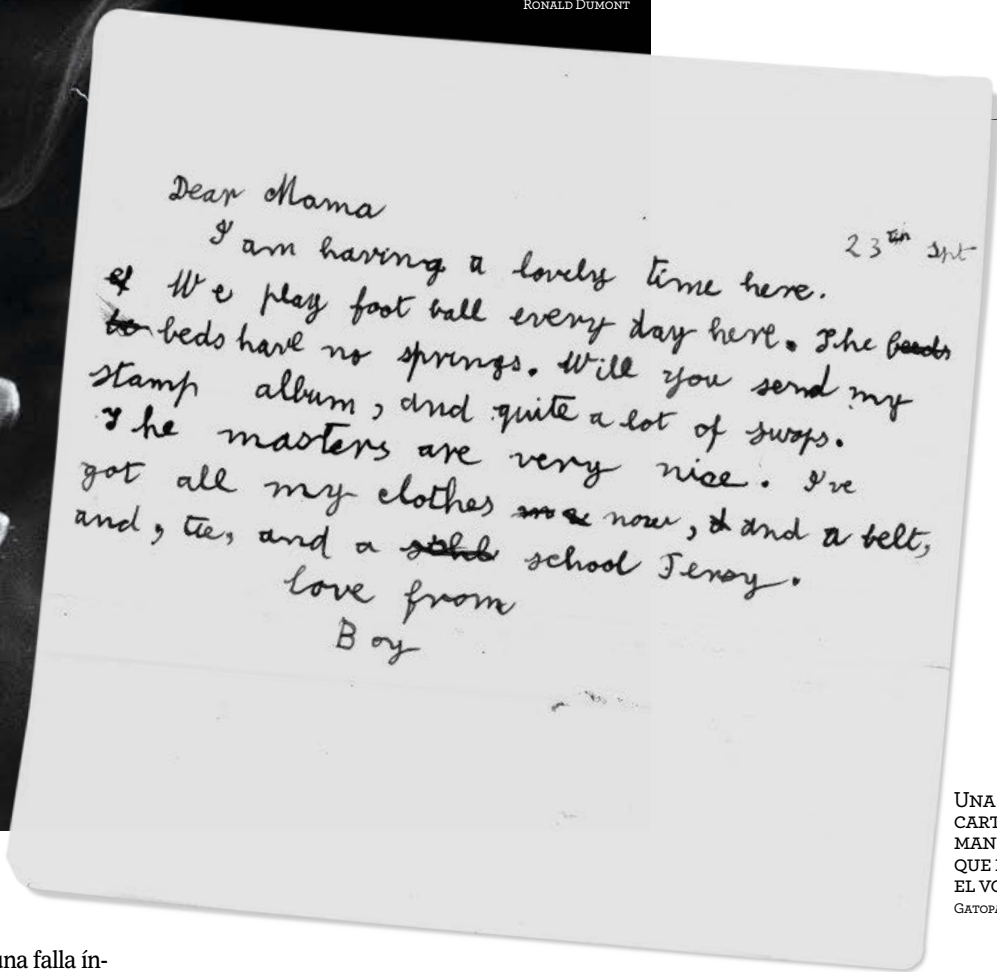 RONALD DUMONT
Dear Mama
23th Spt
I am having a lovely time here.
We play foot ball every day here. The beeds
beds have no springs. Will you send my
stamp album, and quite a lot of swops.
The masters are very nice. I've
got all my clothes now, and a belt,
and, tie, and a school Jersy.
love from
Boy
UNA
CART
MAN
QUE
EL VO
GATOPA
una falla ín-